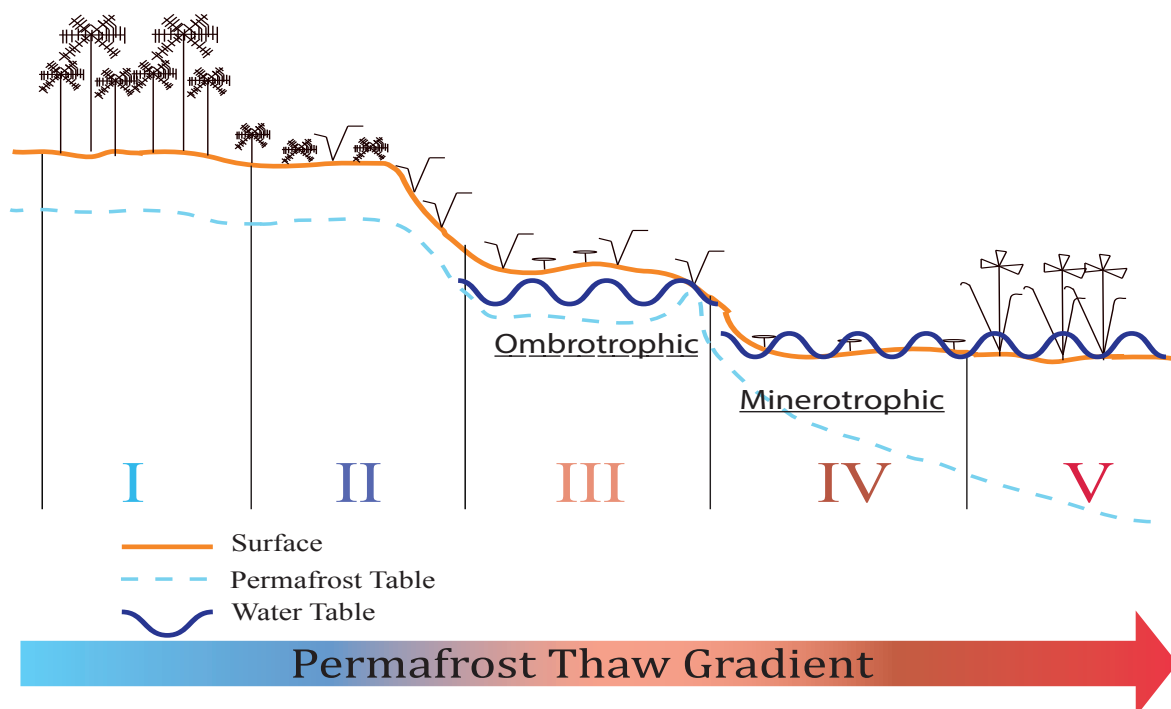 Ombrotrophic
Minerotrophic
I II III IV V
Surface
Permafrost Table
Water Table
Permafrost Thaw Gradient